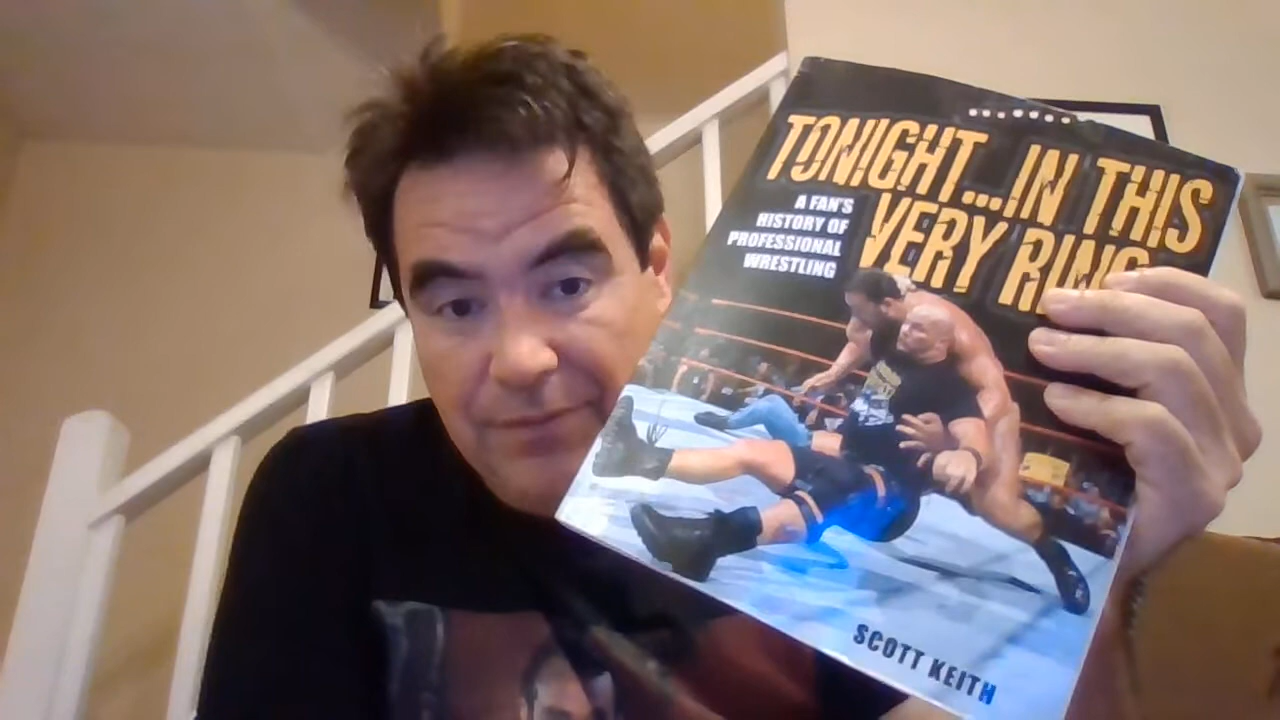 TONIGHT...IN THIS
VERY RING
A FAN'S
HISTORY OF
PROFESSIONAL
WRESTLING
SCOTT KEITH